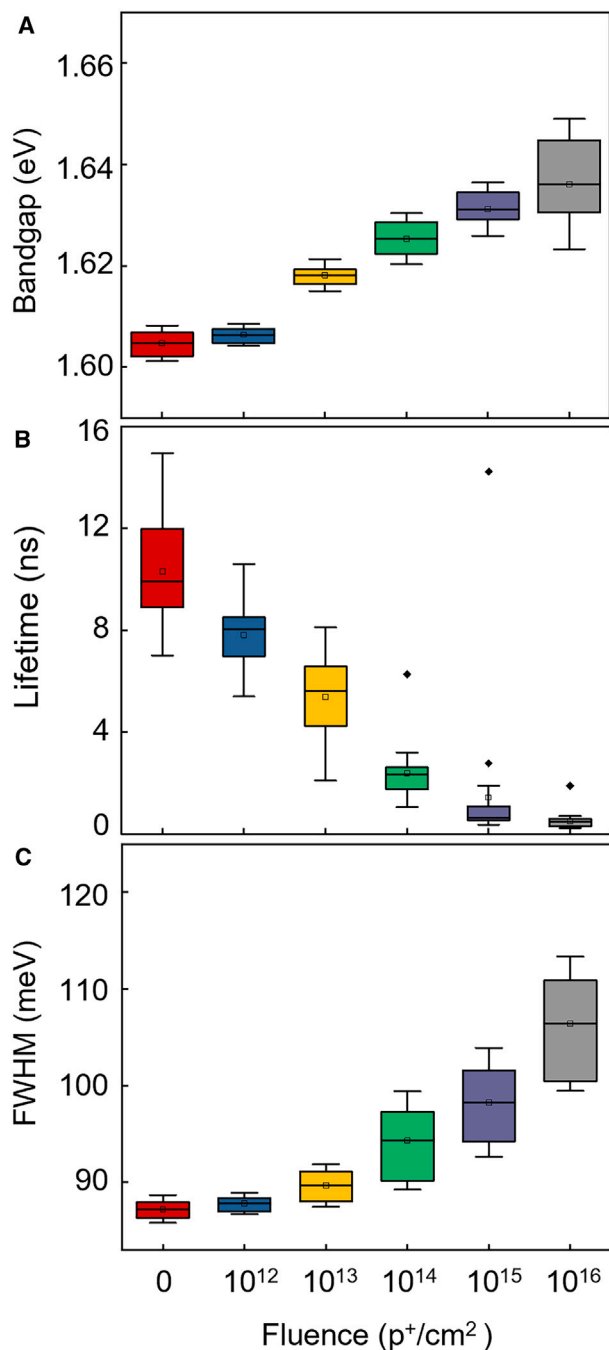 A
Bandgap (eV)
1.66
1.64
1.62
1.60
B
Lifetime (ns)
16
12
8
4
0
C
FWHM (meV)
120
110
100
90
0 10¹² 10¹³ 10¹⁴ 10¹⁵ 10¹⁶
Fluence (p⁺/cm²)